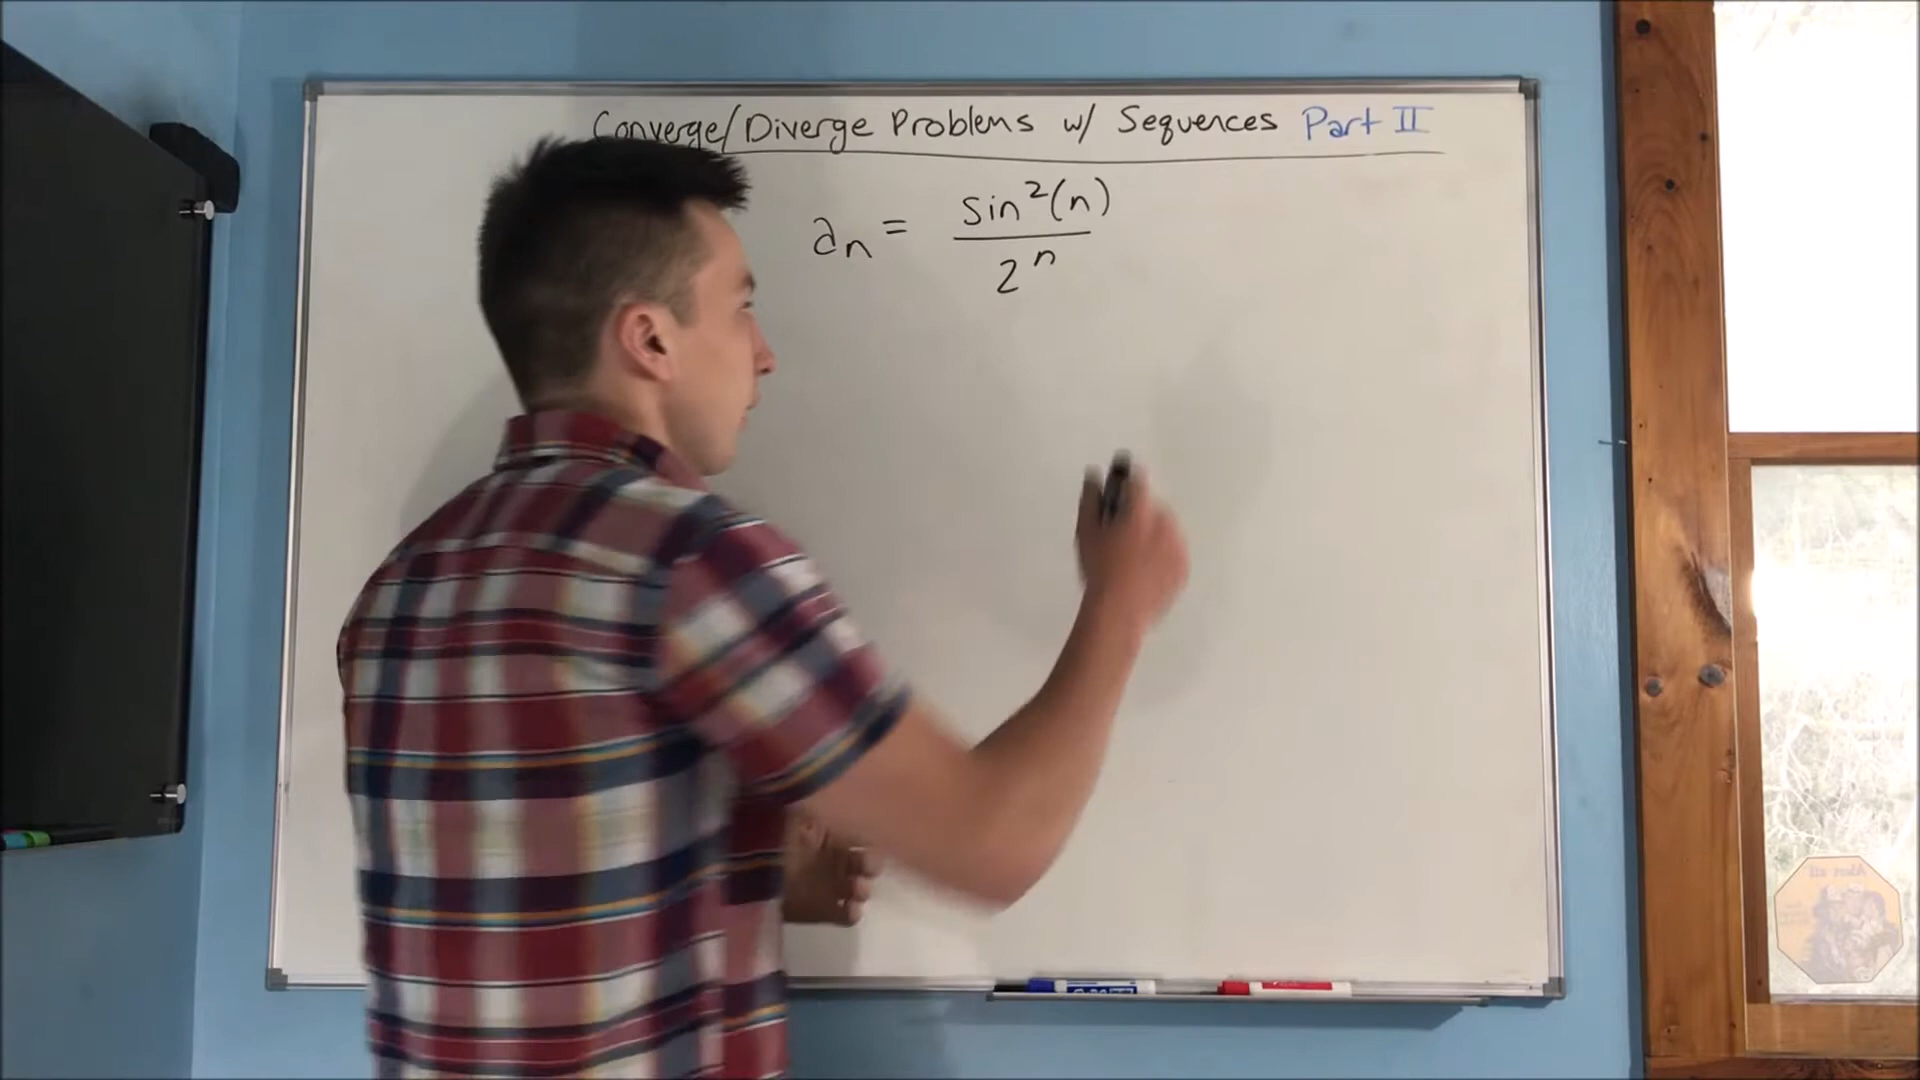 Converge/Diverge Problems w/ Sequences Part II
an = sin²(n)
2ⁿ